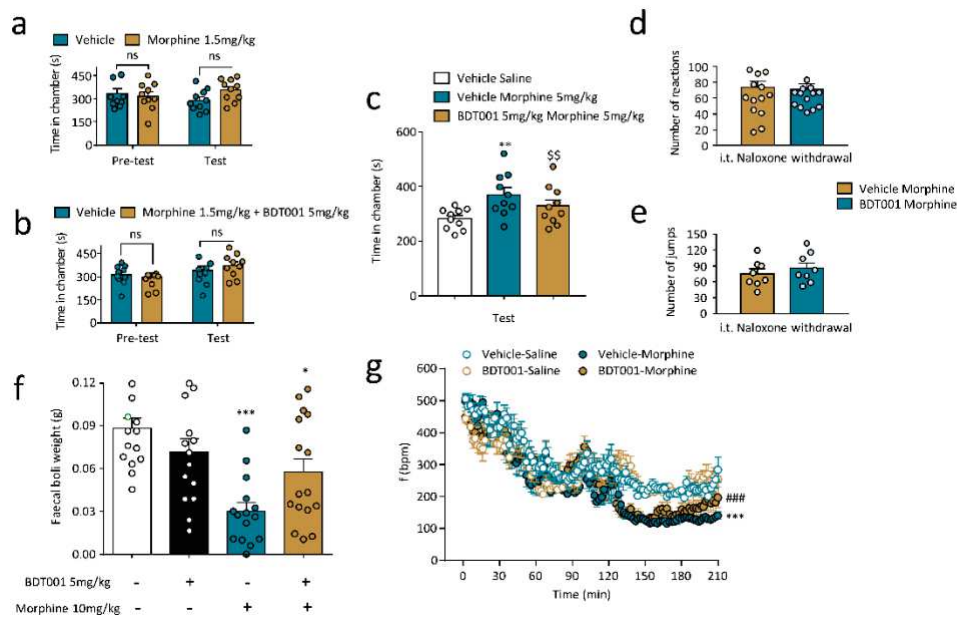 a
Vehicle Morphine 1.5mg/kg
Time in chamber (s)
450
300
150
0
ns
ns
Pre-test Test
b
Vehicle Morphine 1.5mg/kg + BDT001 5mg/kg
Time in chamber (s)
450
300
150
0
ns
ns
Pre-test Test
c
Vehicle Saline
Vehicle Morphine 5mg/kg
BDT001 5mg/kg Morphine 5mg/kg
Time in chamber (s)
600
400
200
0
**
$$
Test
d
Number of reactions
100
80
60
40
20
0
i.t. Naloxone withdrawal
Vehicle Morphine
BDT001 Morphine
e
Number of jumps
150
120
90
60
30
0
i.t. Naloxone withdrawal
f
Faecal boli weight (g)
0.12
0.09
0.06
0.03
0.00
***
*
BDT001 5mg/kg - + - +
Morphine 10mg/kg - - + +
g
Vehicle-Saline Vehicle-Morphine
BDT001-Saline BDT001-Morphine
f (bpm)
600
500
400
300
200
100
0
###
***
0 30 60 90 120 150 180 210
Time (min)